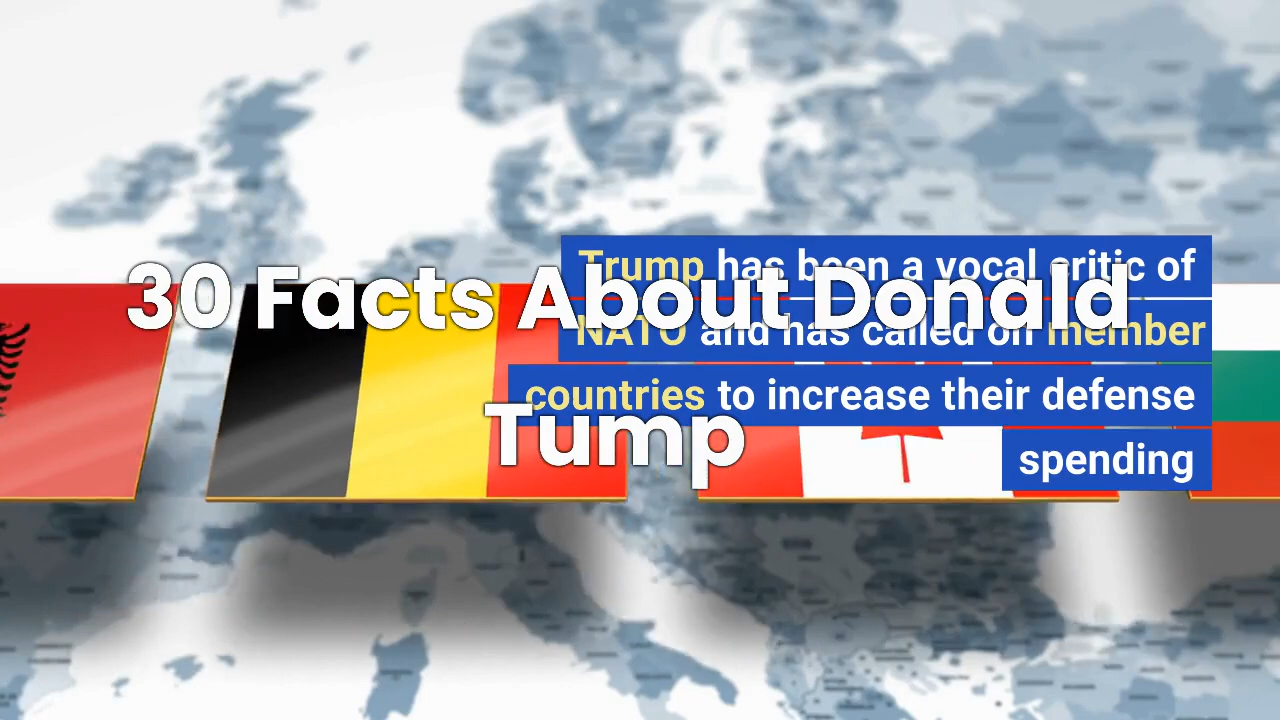 30 Facts About Donald
Tump
Trump has been a vocal critic of
NATO and has called on member
countries to increase their defense
spending